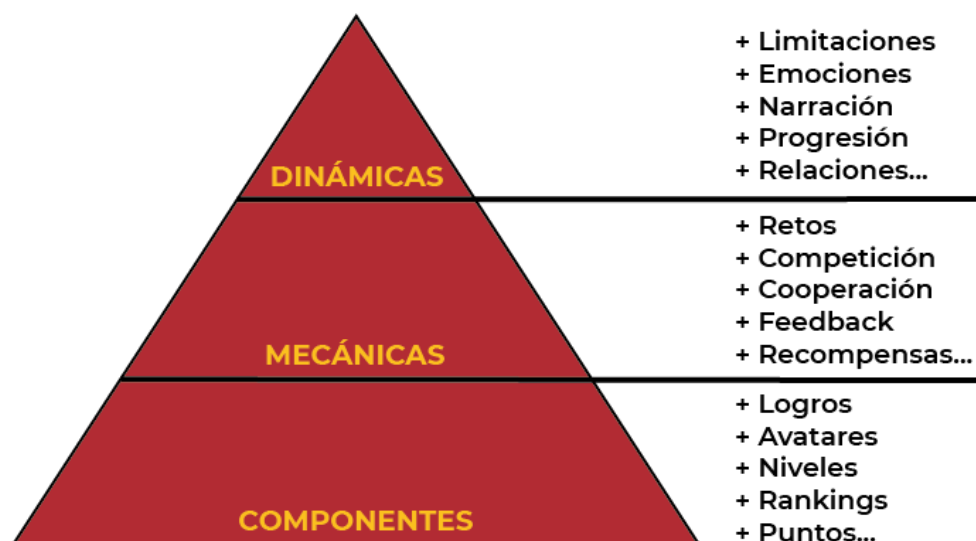 + Limitaciones
+ Emociones
+ Narración
+ Progresión
+ Relaciones...
DINÁMICAS
+ Retos
+ Competición
+ Cooperación
+ Feedback
+ Recompensas...
MECÁNICAS
+ Logros
+ Avatares
+ Niveles
+ Rankings
+ Puntos...
COMPONENTES